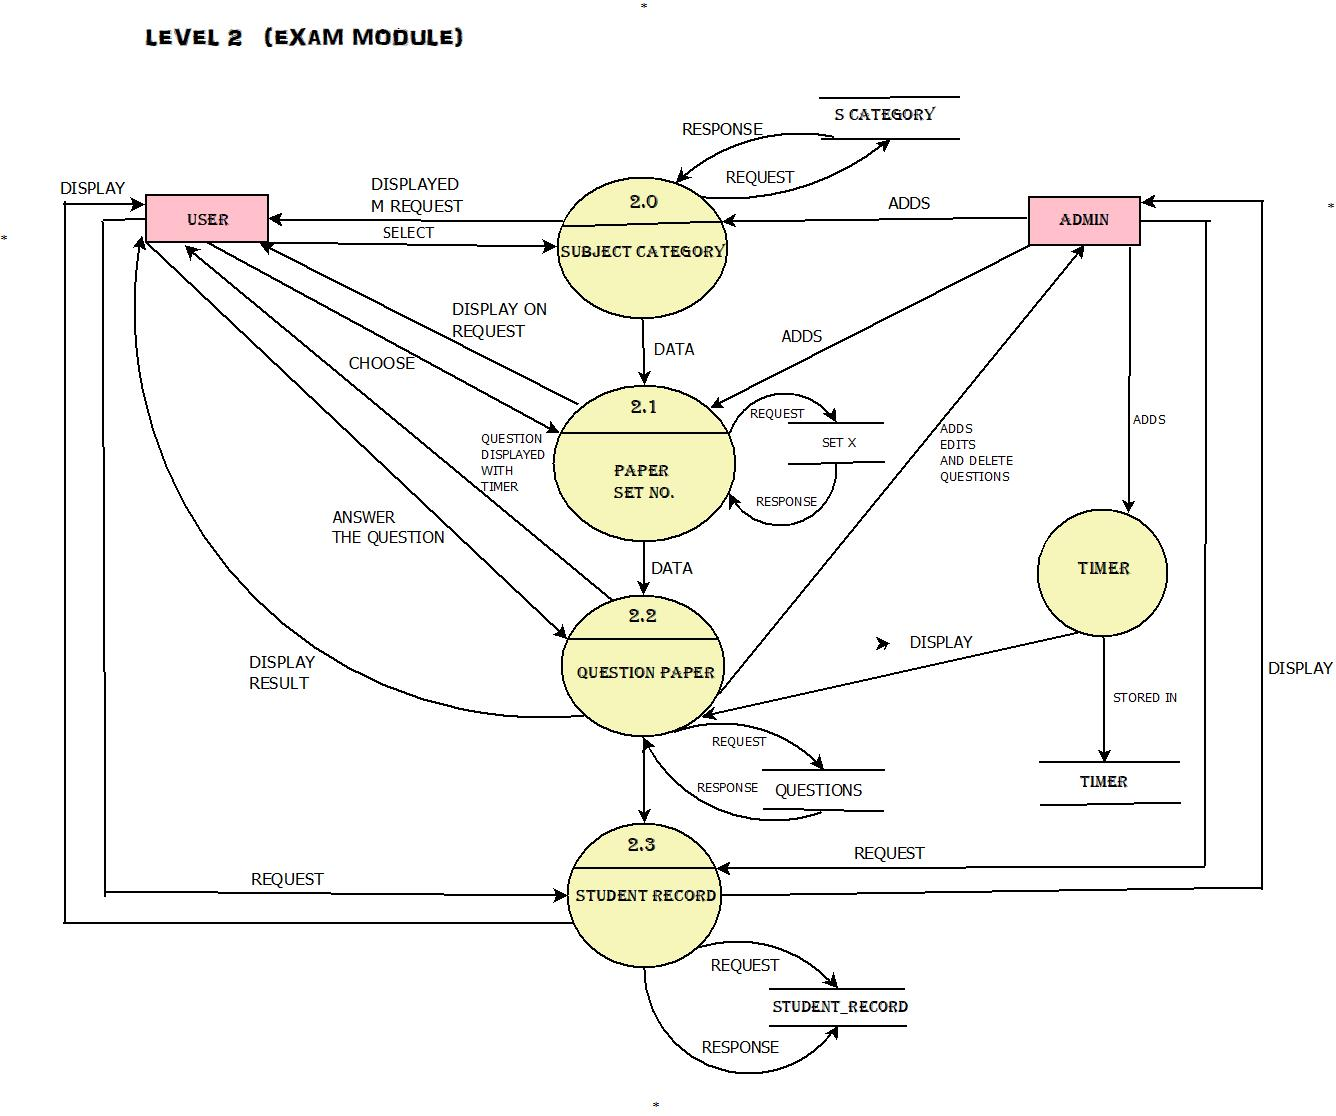 *
LEVEL 2 (EXAM MODULE)
S CATEGORY
RESPONSE
REQUEST
DISPLAY
DISPLAYED
M REQUEST
2.0
ADDS
*
USER
ADMIN
SELECT
*
SUBJECT CATEGORY
DISPLAY ON
REQUEST
DATA
ADDS
CHOOSE
2.1
REQUEST
ADDS
ADDS
EDITS
AND DELETE
QUESTIONS
QUESTION
DISPLAYED
WITH
TIMER
SET X
PAPER
SET NO.
RESPONSE
ANSWER
THE QUESTION
DATA
TIMER
2.2
DISPLAY
DISPLAY
RESULT
QUESTION PAPER
DISPLAY
STORED IN
REQUEST
RESPONSE
QUESTIONS
TIMER
2.3
REQUEST
REQUEST
STUDENT RECORD
REQUEST
STUDENT_RECORD
RESPONSE
*